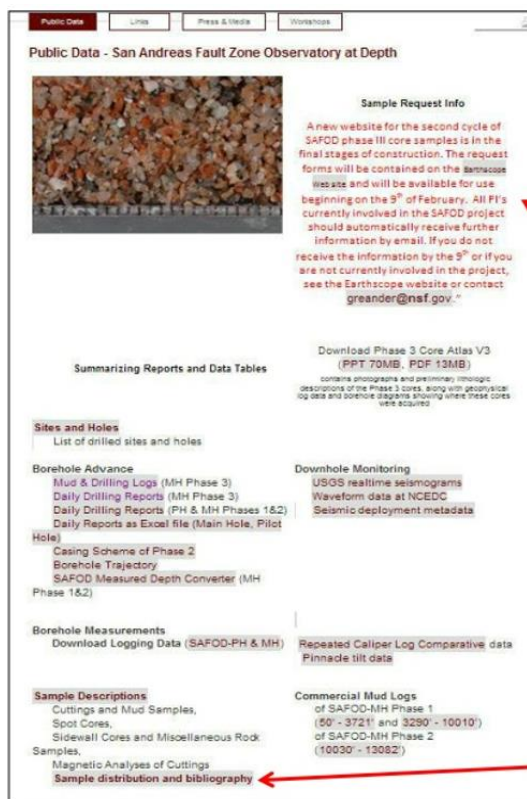 Public Data
Links
Press & Media
Workshops
Public Data - San Andreas Fault Zone Observatory at Depth
Sample Request Info
A new website for the second cycle of
SAFOD phase III core samples is in the
final stages of construction. The request
forms will be contained on the Earthscope
Web site and will be available for use
beginning on the 9th of February. All PI's
currently involved in the SAFOD project
should automatically receive further
information by email. If you do not
receive the information by the 9th or if you
are not currently involved in the project,
see the Earthscope website or contact
greander@nsf.gov."
Summarizing Reports and Data Tables
Download Phase 3 Core Atlas V3
(PPT 70MB, PDF 13MB)
contains photographs and preliminary lithologic
descriptions of the Phase 3 cores, along with geophysical
log data and borehole diagrams showing where these cores
were acquired
Sites and Holes
List of drilled sites and holes
Borehole Advance
Mud & Drilling Logs (MH Phase 3)
Daily Drilling Reports (MH Phase 3)
Daily Drilling Reports (PH & MH Phases 1&2)
Daily Reports as Excel file (Main Hole, Pilot
Hole)
Casing Scheme of Phase 2
Borehole Trajectory
SAFOD Measured Depth Converter (MH
Phase 1&2)
Downhole Monitoring
USGS realtime seismograms
Waveform data at NCEDC
Seismic deployment metadata
Borehole Measurements
Download Logging Data (SAFOD-PH & MH)
Repeated Caliper Log Comparative data
Pinnacle tilt data
Sample Descriptions
Cuttings and Mud Samples,
Spot Cores,
Sidewall Cores and Miscellaneous Rock
Samples,
Magnetic Analyses of Cuttings
Sample distribution and bibliography
Commercial Mud Logs
of SAFOD-MH Phase 1
(50' - 3721' and 3290' - 10010')
of SAFOD-MH Phase 2
(10030' - 13082')